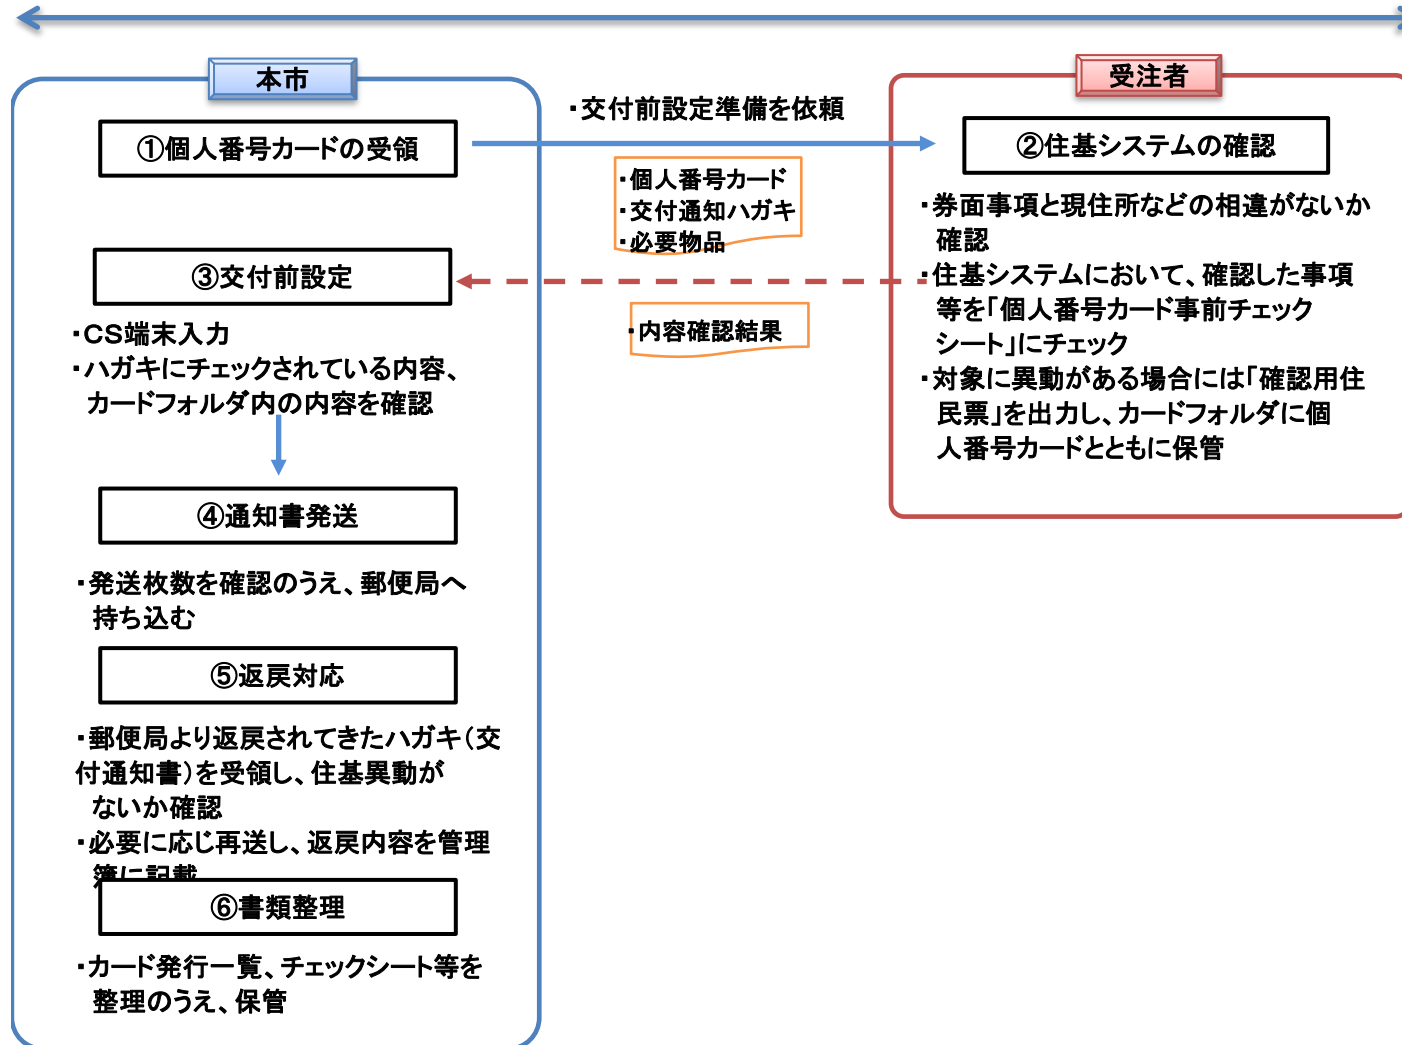 本市
①個人番号カードの受領
・交付前設定準備を依頼
・個人番号カード
・交付通知ハガキ
・必要物品
受注者
②住基システムの確認
・券面事項と現住所などの相違がないか
確認
・住基システムにおいて、確認した事項
等を「個人番号カード事前チェック
シート」にチェック
・対象に異動がある場合には「確認用住
民票」を出力し、カードフォルダに個
人番号カードとともに保管
・内容確認結果
③交付前設定
・CS端末入力
・ハガキにチェックされている内容、
カードフォルダ内の内容を確認
④通知書発送
・発送枚数を確認のうえ、郵便局へ
持ち込む
⑤返戻対応
・郵便局より返戻されてきたハガキ(交
付通知書)を受領し、住基異動が
ないか確認
・必要に応じ再送し、返戻内容を管理
簿に記載
⑥書類整理
・カード発行一覧、チェックシート等を
整理のうえ、保管